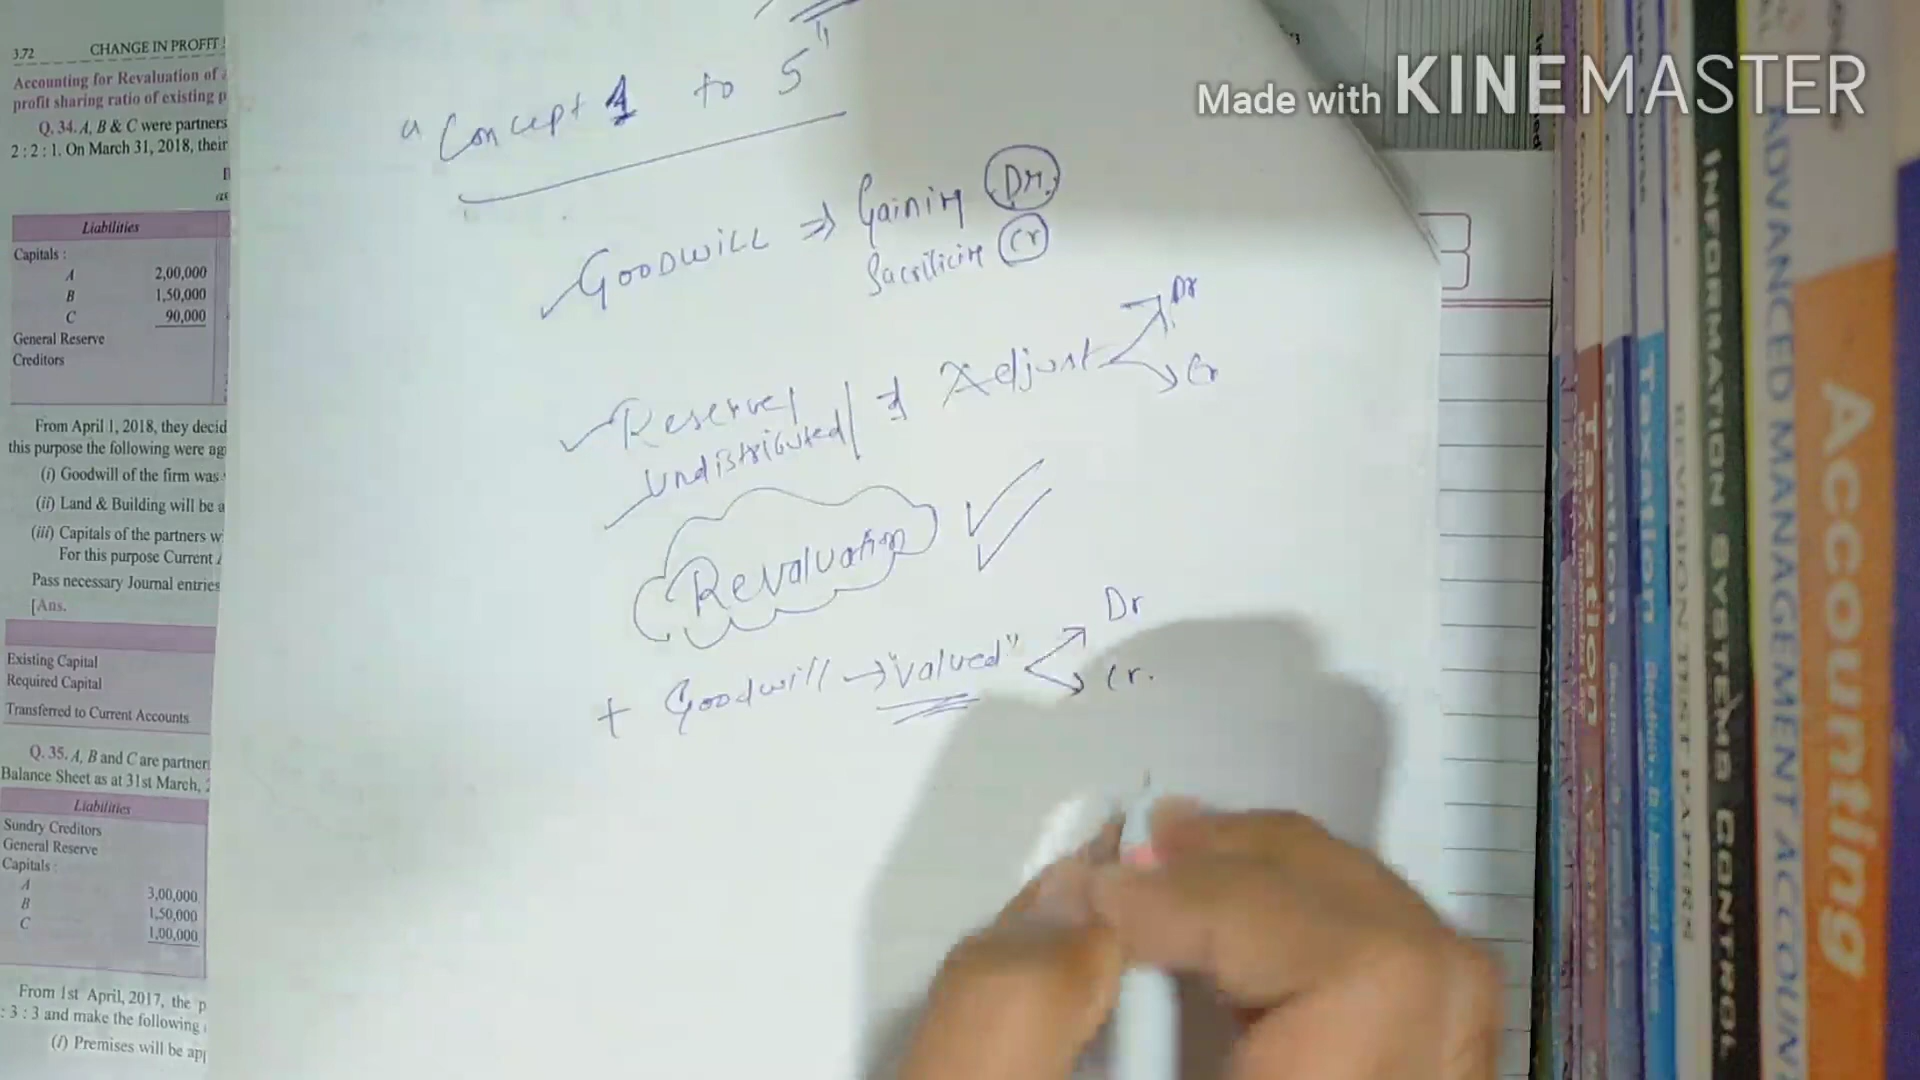 Made with KINEMASTER
3.72 CHANGE IN PROFIT
Accounting for Revaluation of
profit sharing ratio of existing p
Q. 34. A, B & C were partners
2 : 2 : 1. On March 31, 2018, their
Liabilities
Capitals :
A 2,00,000
B 1,50,000
C 90,000
General Reserve
Creditors
From April 1, 2018, they decid
this purpose the following were ag
(i) Goodwill of the firm was
(ii) Land & Building will be a
(iii) Capitals of the partners w
For this purpose Current
Pass necessary Journal entries
[Ans.
Existing Capital
Required Capital
Transferred to Current Accounts
Q. 35. A, B and C are partner
Balance Sheet as at 31st March,
Liabilities
Sundry Creditors
General Reserve
Capitals :
A 3,00,000
B 1,50,000
C 1,00,000
From 1st April, 2017, the p
: 3 : 3 and make the following
(i) Premises will be app
"Concept 1 to 5"
GOODWILL ⇒ Gaining Dr.
Sacrificing Cr
Reserve/
undistributed Adjust Dr
Cr
Revaluation
+ Goodwill → "valued" Dr
Cr.
Taxation
Taxation
REVISION TEST PAPERS
INFORMATION SYSTEMS CONTROL
ADVANCED MANAGEMENT ACCOUN
Accounting